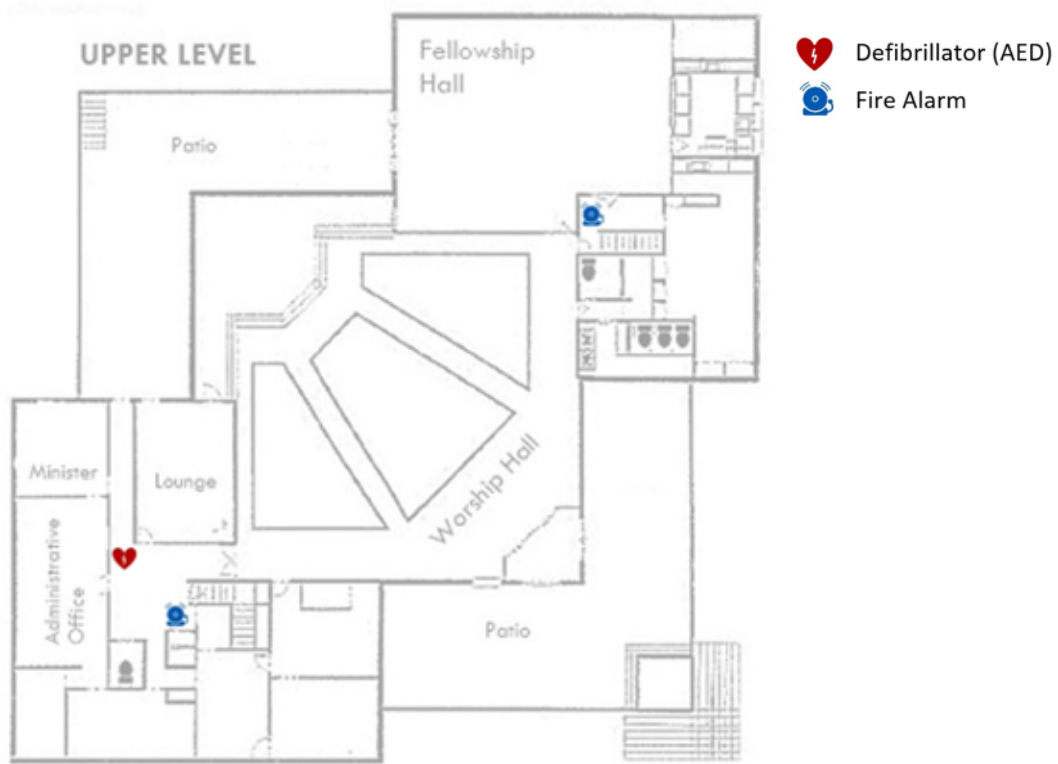 UPPER LEVEL
Fellowship
Hall
Defibrillator (AED)
Fire Alarm
Patio
Minister
Lounge
Worship Hall
Administrative
Office
Patio